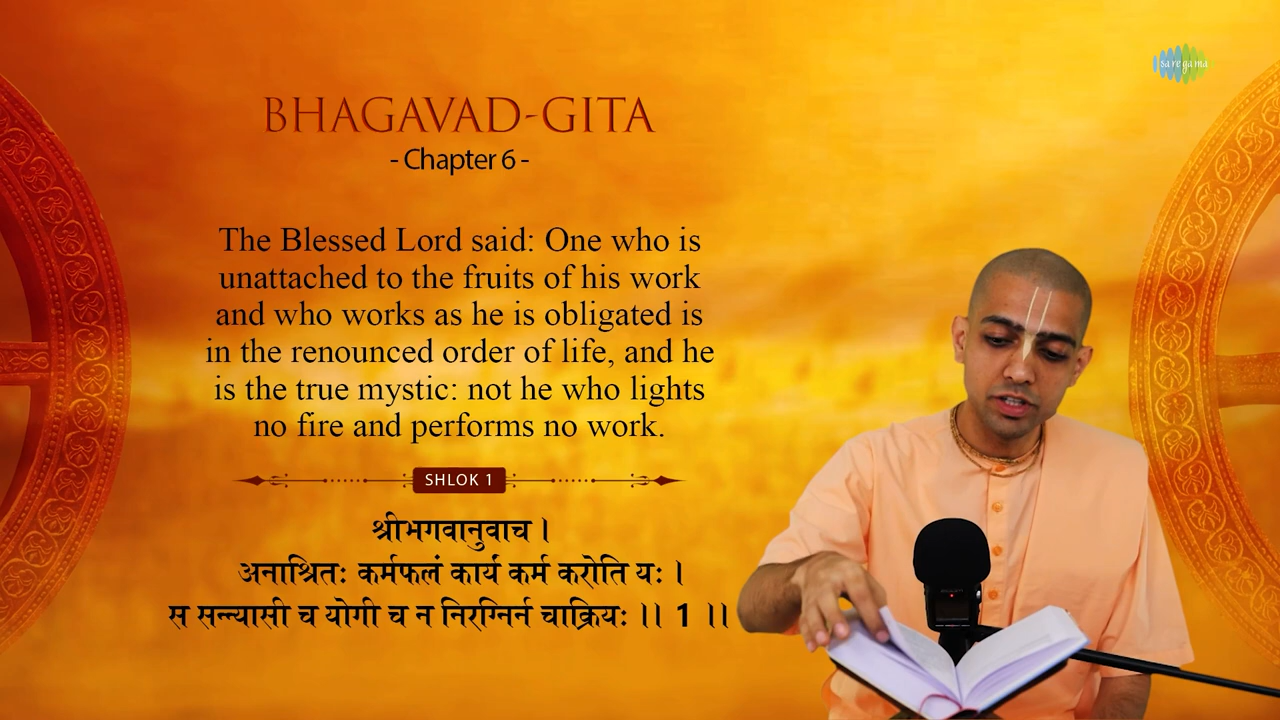 saregama
BHAGAVAD-GITA
- Chapter 6 -
The Blessed Lord said: One who is
unattached to the fruits of his work
and who works as he is obligated is
in the renounced order of life, and he
is the true mystic: not he who lights
no fire and performs no work.
SHLOK 1
श्रीभगवानुवाच ।
अनाश्रितः कर्मफलं कार्यं कर्म करोति यः ।
स सन्न्यासी च योगी च न निरग्निर्न चाक्रियः ।। 1 ।।